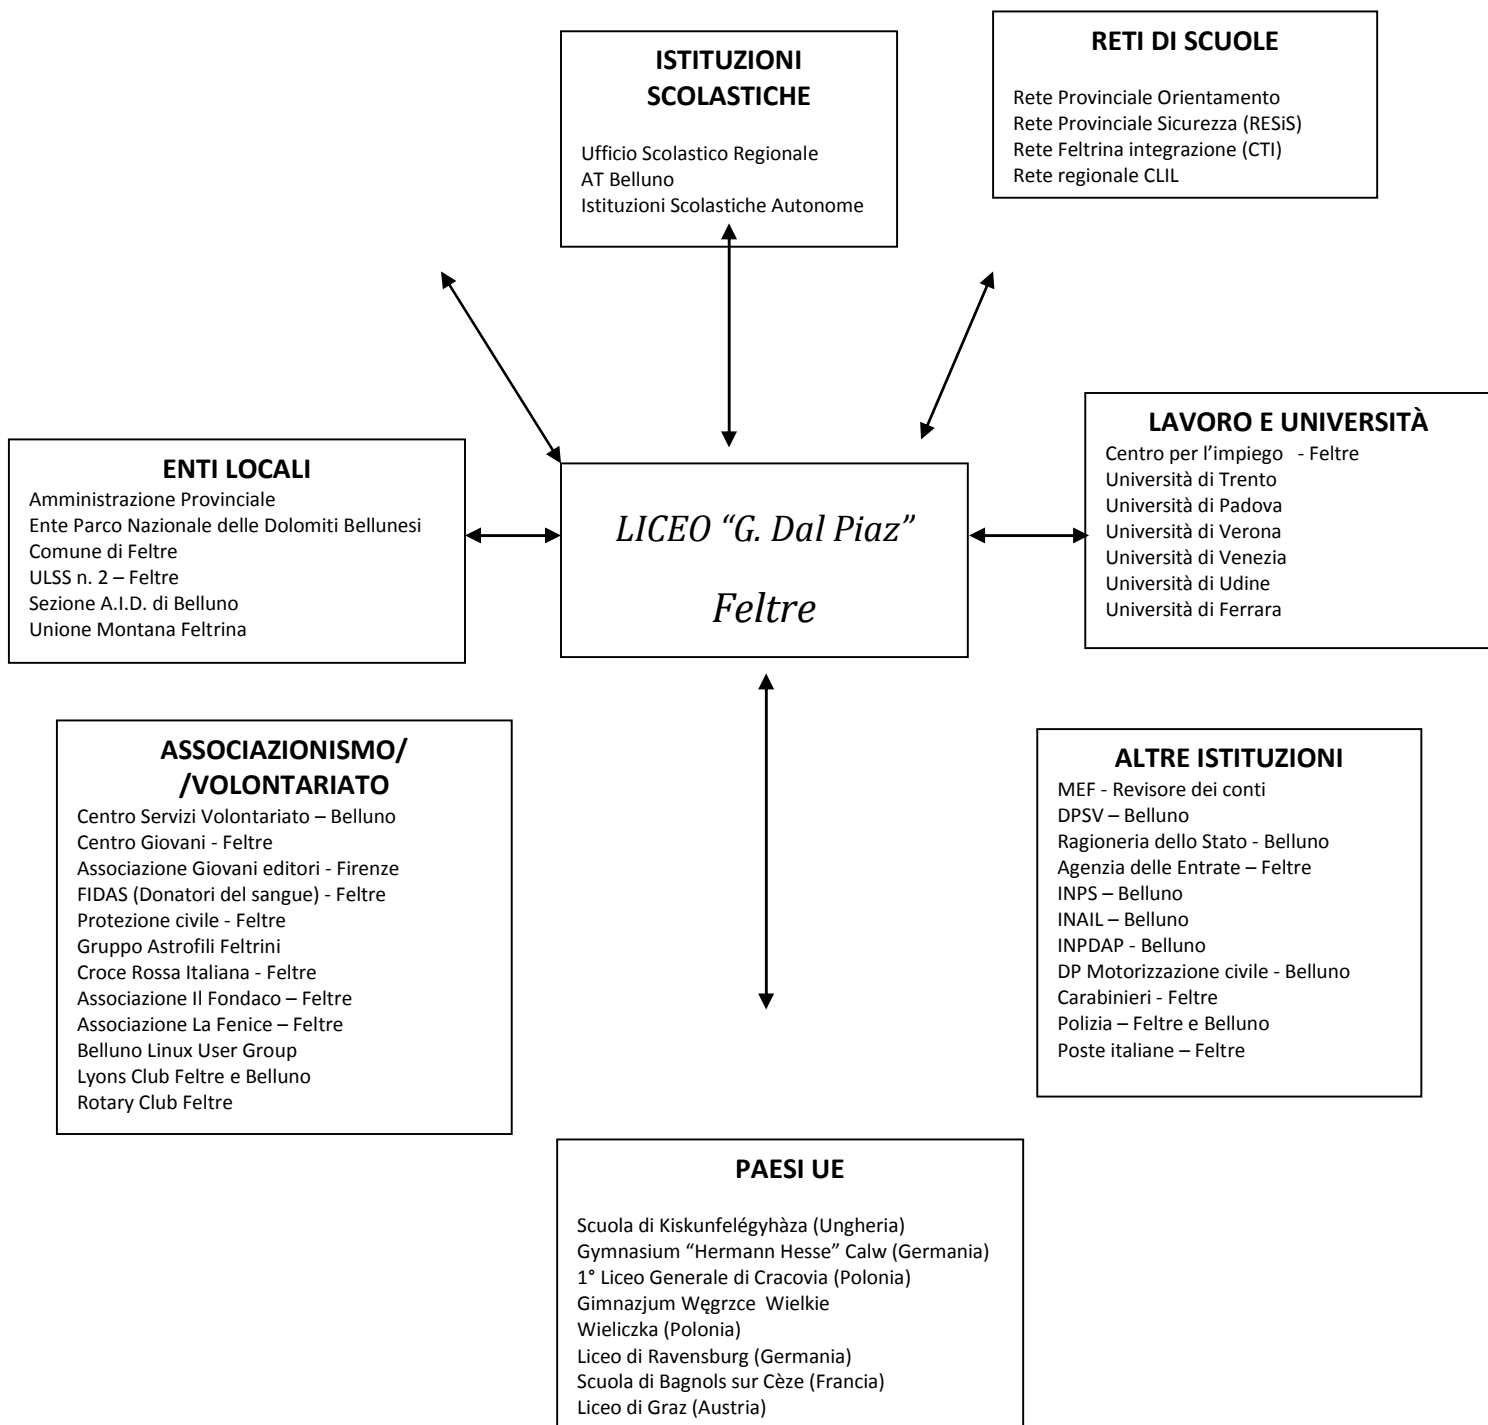 ISTITUZIONI
SCOLASTICHE
Ufficio Scolastico Regionale
AT Belluno
Istituzioni Scolastiche Autonome
RETI DI SCUOLE
Rete Provinciale Orientamento
Rete Provinciale Sicurezza (RESiS)
Rete Feltrina integrazione (CTI)
Rete regionale CLIL
ENTI LOCALI
Amministrazione Provinciale
Ente Parco Nazionale delle Dolomiti Bellunesi
Comune di Feltre
ULSS n. 2 – Feltre
Sezione A.I.D. di Belluno
Unione Montana Feltrina
LICEO “G. Dal Piaz”
Feltre
LAVORO E UNIVERSITÀ
Centro per l’impiego - Feltre
Università di Trento
Università di Padova
Università di Verona
Università di Venezia
Università di Udine
Università di Ferrara
ASSOCIAZIONISMO/
/VOLONTARIATO
Centro Servizi Volontariato – Belluno
Centro Giovani - Feltre
Associazione Giovani editori - Firenze
FIDAS (Donatori del sangue) - Feltre
Protezione civile - Feltre
Gruppo Astrofili Feltrini
Croce Rossa Italiana - Feltre
Associazione Il Fondaco – Feltre
Associazione La Fenice – Feltre
Belluno Linux User Group
Lyons Club Feltre e Belluno
Rotary Club Feltre
ALTRE ISTITUZIONI
MEF - Revisore dei conti
DPSV – Belluno
Ragioneria dello Stato - Belluno
Agenzia delle Entrate – Feltre
INPS – Belluno
INAIL – Belluno
INPDAP - Belluno
DP Motorizzazione civile - Belluno
Carabinieri - Feltre
Polizia – Feltre e Belluno
Poste italiane – Feltre
PAESI UE
Scuola di Kiskunfelégyhàza (Ungheria)
Gymnasium “Hermann Hesse” Calw (Germania)
1° Liceo Generale di Cracovia (Polonia)
Gimnazjum Węgrzce  Wielkie
Wieliczka (Polonia)
Liceo di Ravensburg (Germania)
Scuola di Bagnols sur Cèze (Francia)
Liceo di Graz (Austria)